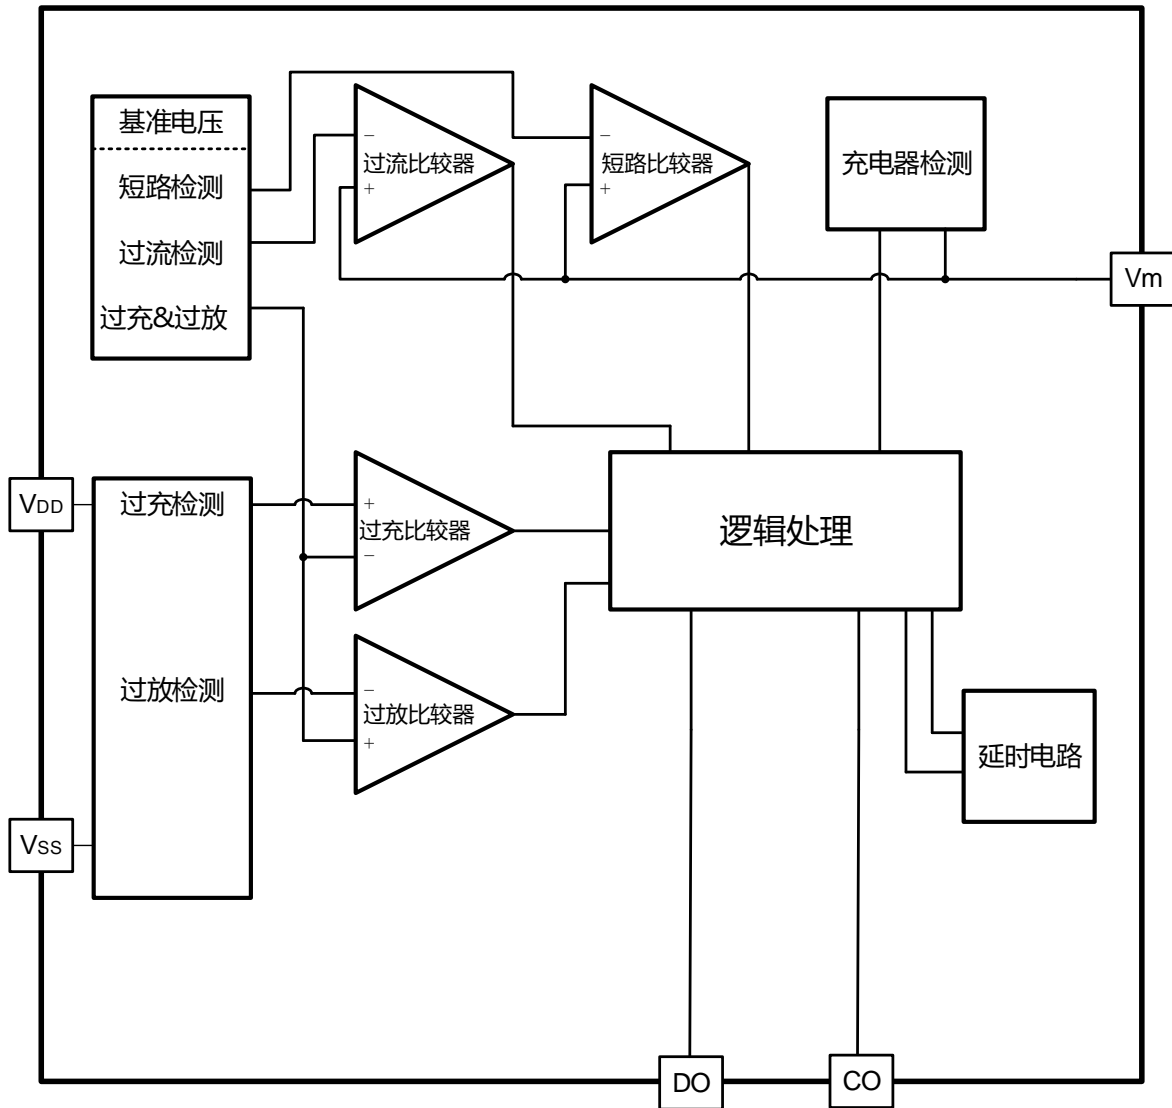 基准电压
短路检测
过流检测
过充&过放
−
过流比较器
+
−
短路比较器
+
充电器检测
Vm
VDD
过充检测
+
过充比较器
−
逻辑处理
过放检测
−
过放比较器
+
延时电路
VSS
DO
CO